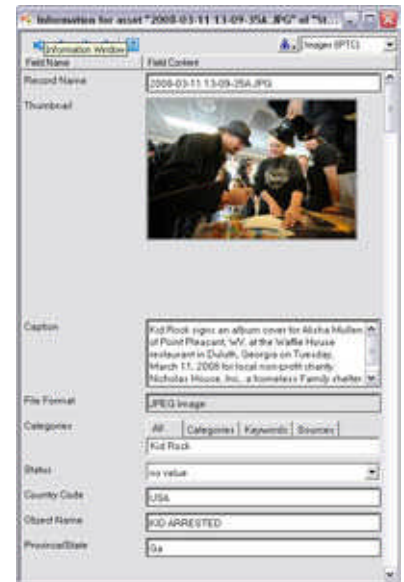 Information for asset "2008-03-11 13-09-35A.JPG" of "St...
Information Window
Images (IPTC)
Field Name
Field Content
Record Name
2008-03-11 13-09-35A.JPG
Thumbnail
Caption
Kid Rock signs an album cover for Alisha Mullen
of Point Pleasant, WV. at the Waffle House
restaurant in Duluth, Georgia on Tuesday,
March 11, 2008 for local non-profit charity
Nicholas House, Inc., a homeless Family shelter
File Format
JPEG Image
Categories
All
Categories
Keywords
Sources
Kid Rock
Status
no value
Country Code
USA
Object Name
KID ARRESTED
Province/State
Ga